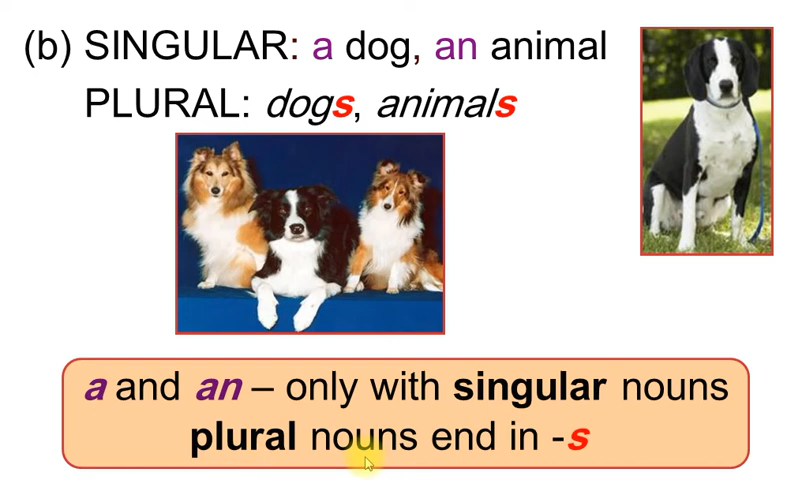 (b) SINGULAR: a dog, an animal
PLURAL: dogs, animals
a and an – only with singular nouns
plural nouns end in -s